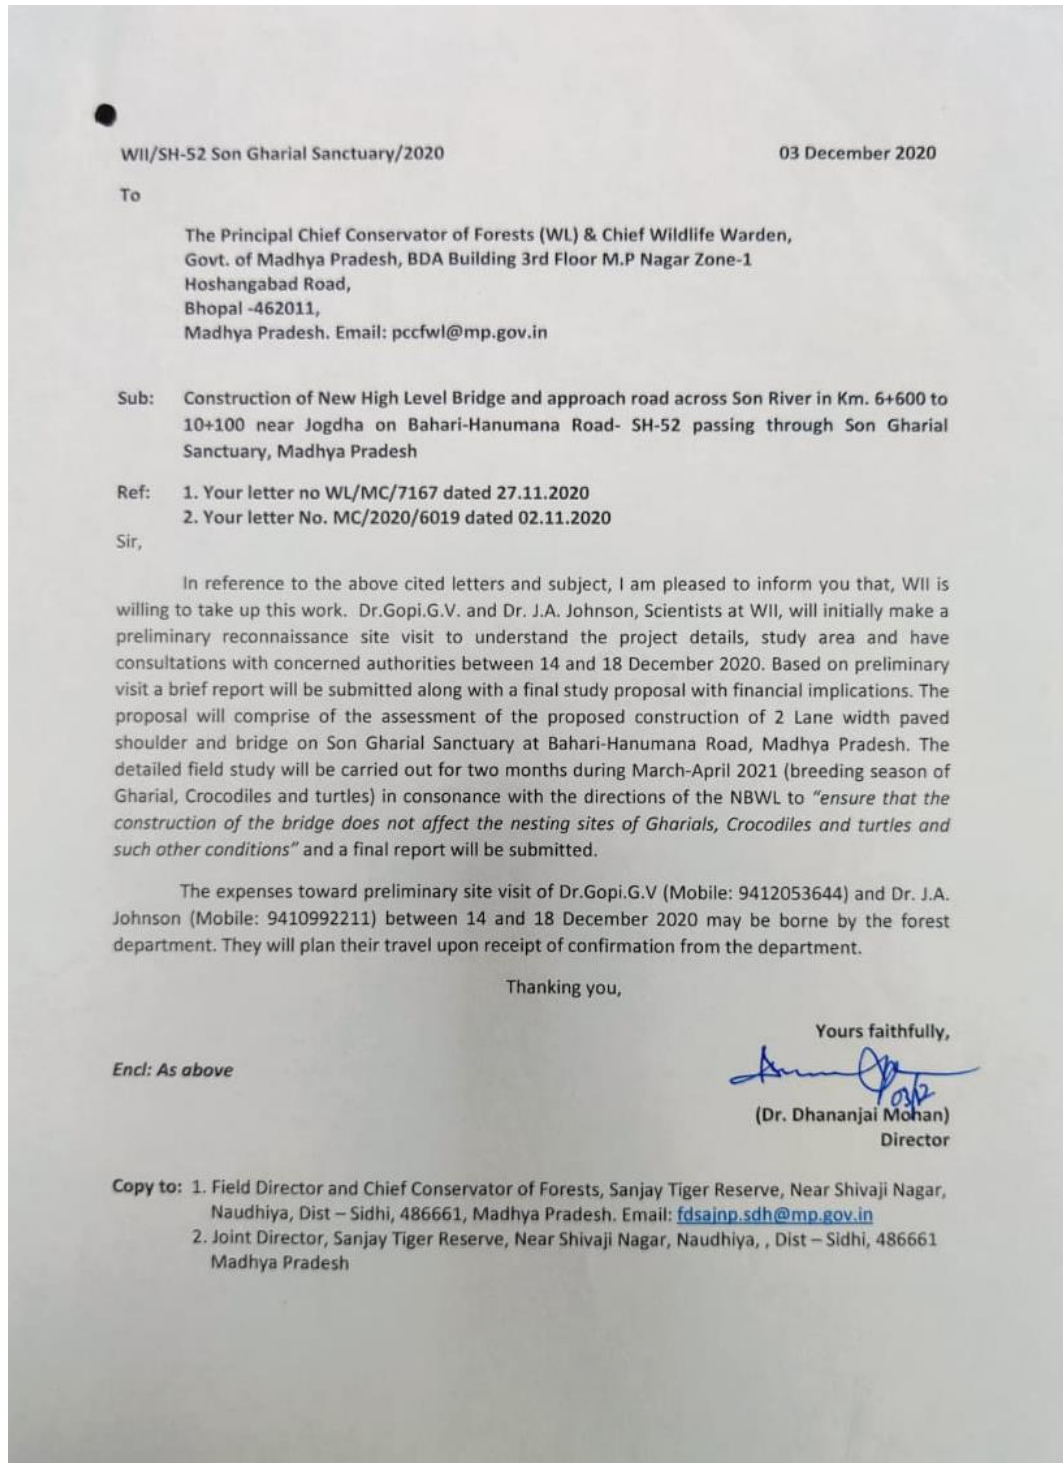 WII/SH-52 Son Gharial Sanctuary/2020 03 December 2020
To
The Principal Chief Conservator of Forests (WL) & Chief Wildlife Warden,
Govt. of Madhya Pradesh, BDA Building 3rd Floor M.P Nagar Zone-1
Hoshangabad Road,
Bhopal -462011,
Madhya Pradesh. Email: pccfwl@mp.gov.in
Sub: Construction of New High Level Bridge and approach road across Son River in Km. 6+600 to
10+100 near Jogdha on Bahari-Hanumana Road- SH-52 passing through Son Gharial
Sanctuary, Madhya Pradesh
Ref: 1. Your letter no WL/MC/7167 dated 27.11.2020
2. Your letter No. MC/2020/6019 dated 02.11.2020
Sir,
In reference to the above cited letters and subject, I am pleased to inform you that, WII is
willing to take up this work. Dr.Gopi.G.V. and Dr. J.A. Johnson, Scientists at WII, will initially make a
preliminary reconnaissance site visit to understand the project details, study area and have
consultations with concerned authorities between 14 and 18 December 2020. Based on preliminary
visit a brief report will be submitted along with a final study proposal with financial implications. The
proposal will comprise of the assessment of the proposed construction of 2 Lane width paved
shoulder and bridge on Son Gharial Sanctuary at Bahari-Hanumana Road, Madhya Pradesh. The
detailed field study will be carried out for two months during March-April 2021 (breeding season of
Gharial, Crocodiles and turtles) in consonance with the directions of the NBWL to “ensure that the
construction of the bridge does not affect the nesting sites of Gharials, Crocodiles and turtles and
such other conditions” and a final report will be submitted.
The expenses toward preliminary site visit of Dr.Gopi.G.V (Mobile: 9412053644) and Dr. J.A.
Johnson (Mobile: 9410992211) between 14 and 18 December 2020 may be borne by the forest
department. They will plan their travel upon receipt of confirmation from the department.
Thanking you,
Yours faithfully,
Encl: As above
03/12
(Dr. Dhananjai Mohan)
Director
Copy to: 1. Field Director and Chief Conservator of Forests, Sanjay Tiger Reserve, Near Shivaji Nagar,
Naudhiya, Dist – Sidhi, 486661, Madhya Pradesh. Email: fdsajnp.sdh@mp.gov.in
2. Joint Director, Sanjay Tiger Reserve, Near Shivaji Nagar, Naudhiya, , Dist – Sidhi, 486661
Madhya Pradesh